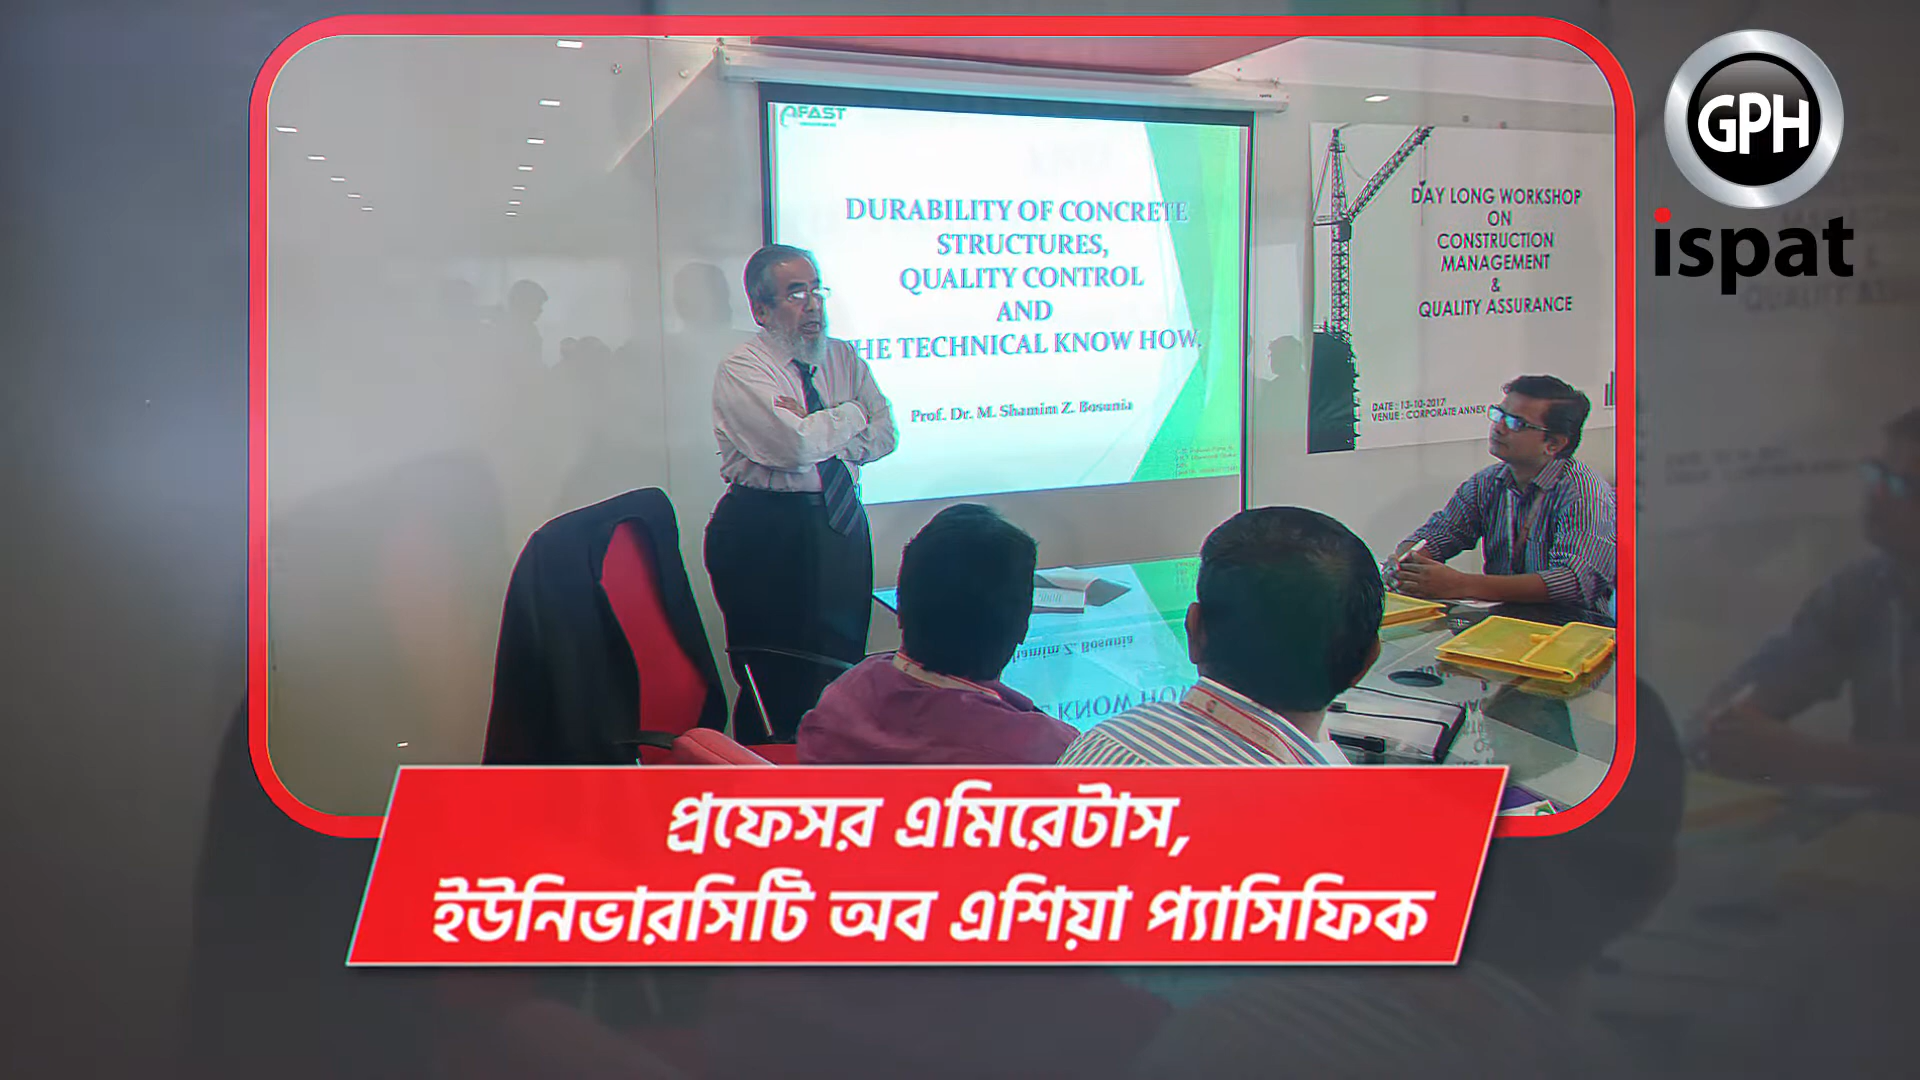 FAST
DURABILITY OF CONCRETE
STRUCTURES,
QUALITY CONTROL
AND
HE TECHNICAL KNOW HOW.
Prof. Dr. M. Shamim Z. Bosunia
DAY LONG WORKSHOP
ON
CONSTRUCTION
MANAGEMENT
&
QUALITY ASSURANCE
DATE : 13-10-2017
VENUE : CORPORATE ANNEX
GPH
ispat
প্রফেসর এমিরেটাস,
ইউনিভারসিটি অব এশিয়া প্যাসিফিক